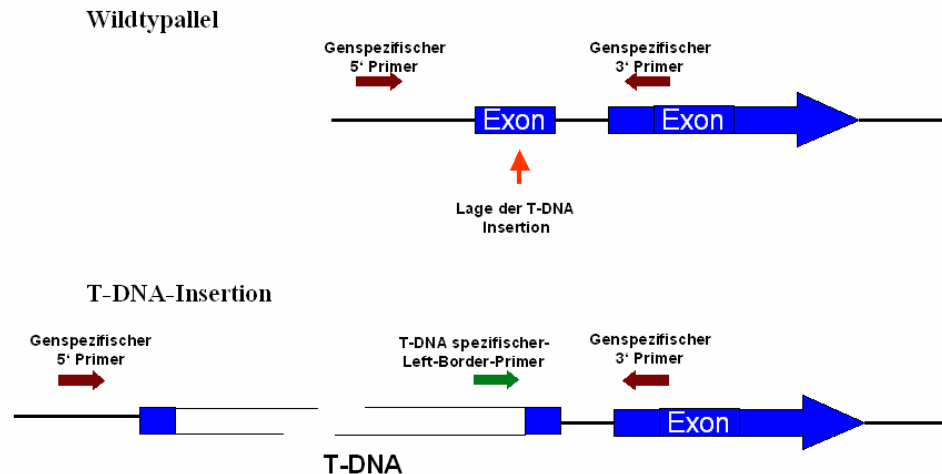 Wildtypallel
Genspezifischer
5‘ Primer
Genspezifischer
3‘ Primer
Exon
Exon
Lage der T-DNA
Insertion
T-DNA-Insertion
Genspezifischer
5‘ Primer
T-DNA spezifischer-
Left-Border-Primer
Genspezifischer
3‘ Primer
Exon
T-DNA